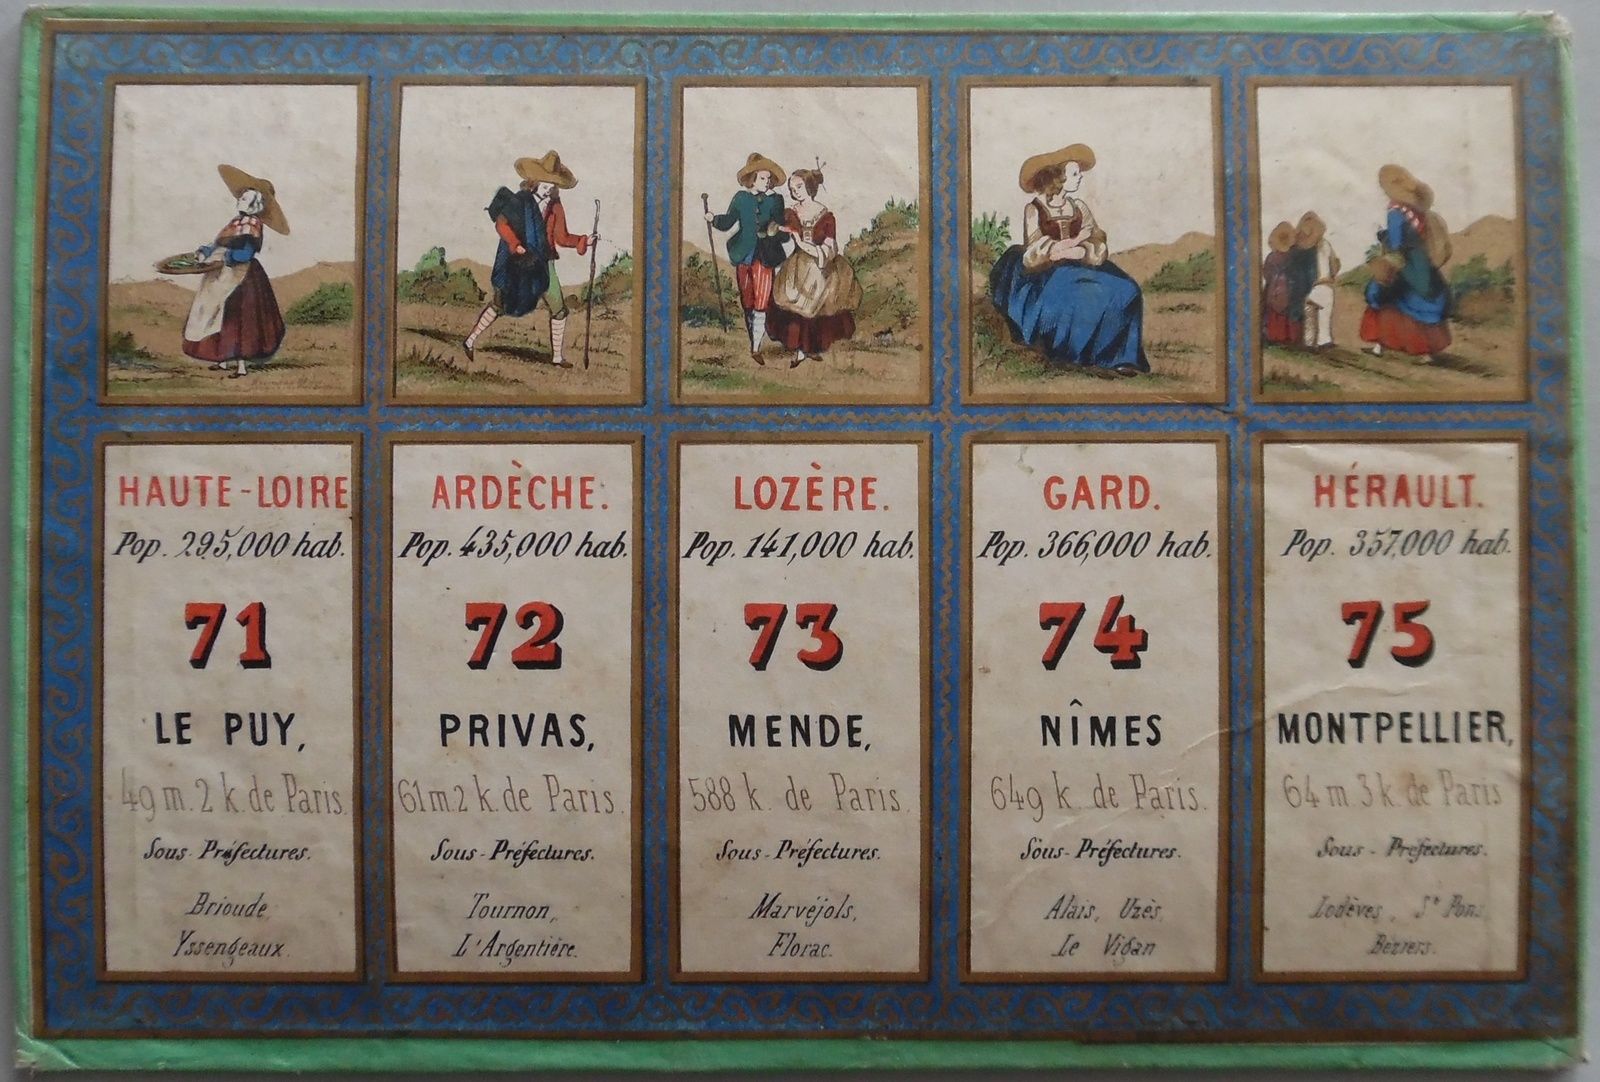 HAUTE-LOIRE
Pop. 295,000 hab.
71
LE PUY,
49 m. 2 k. de Paris.
Sous-Préfectures.
Brioude,
Yssengeaux.
ARDÈCHE.
Pop. 435,000 hab.
72
PRIVAS,
61 m. 2 k. de Paris.
Sous-Préfectures.
Tournon,
L'Argentière.
LOZÈRE.
Pop. 141,000 hab.
73
MENDE,
588 k. de Paris.
Sous-Préfectures.
Marvéjols,
Florac.
GARD.
Pop. 366,000 hab.
74
NÎMES
649 k. de Paris.
Sous-Préfectures.
Alais, Uzès,
Le Vigan
HÉRAULT.
Pop. 357,000 hab.
75
MONTPELLIER,
64 m. 3 k. de Paris
Sous-Préfectures.
Lodèves, St Pons,
Béziers.